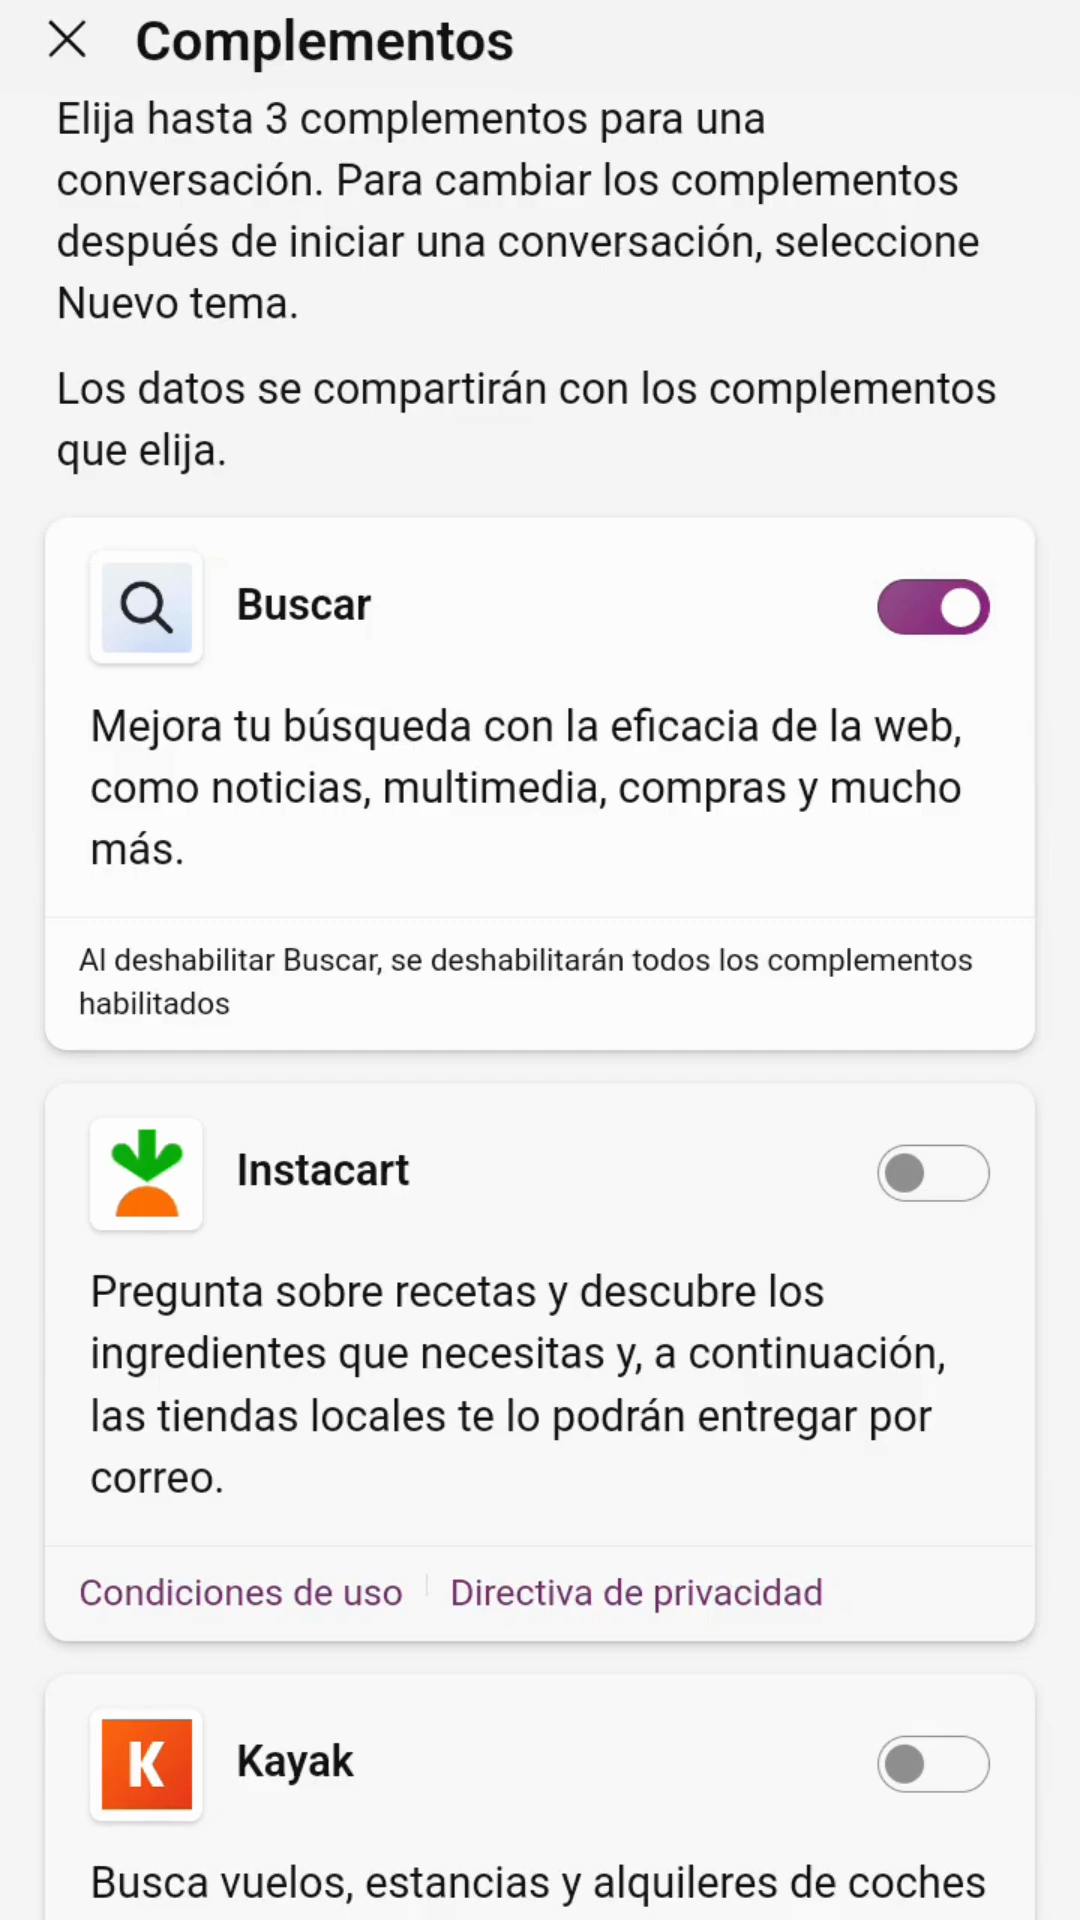 Complementos
Elija hasta 3 complementos para una
conversación. Para cambiar los complementos
después de iniciar una conversación, seleccione
Nuevo tema.
Los datos se compartirán con los complementos
que elija.
Buscar
Mejora tu búsqueda con la eficacia de la web,
como noticias, multimedia, compras y mucho
más.
Al deshabilitar Buscar, se deshabilitarán todos los complementos
habilitados
Instacart
Pregunta sobre recetas y descubre los
ingredientes que necesitas y, a continuación,
las tiendas locales te lo podrán entregar por
correo.
Condiciones de uso Directiva de privacidad
K Kayak
Busca vuelos, estancias y alquileres de coches